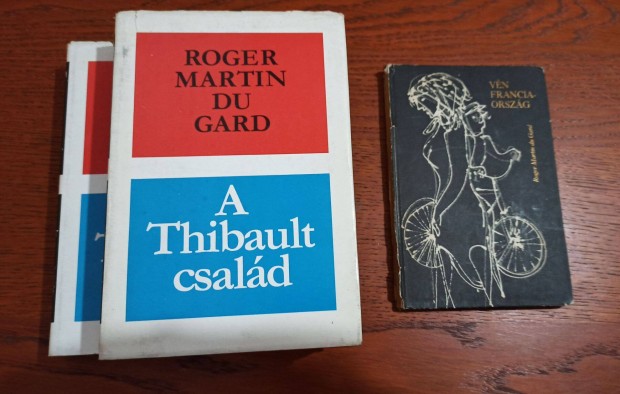 ROGER
MARTIN
DU
GARD
A
Thibault
család
VÉN
FRANCIA-
ORSZÁG
Roger Martin du Gard